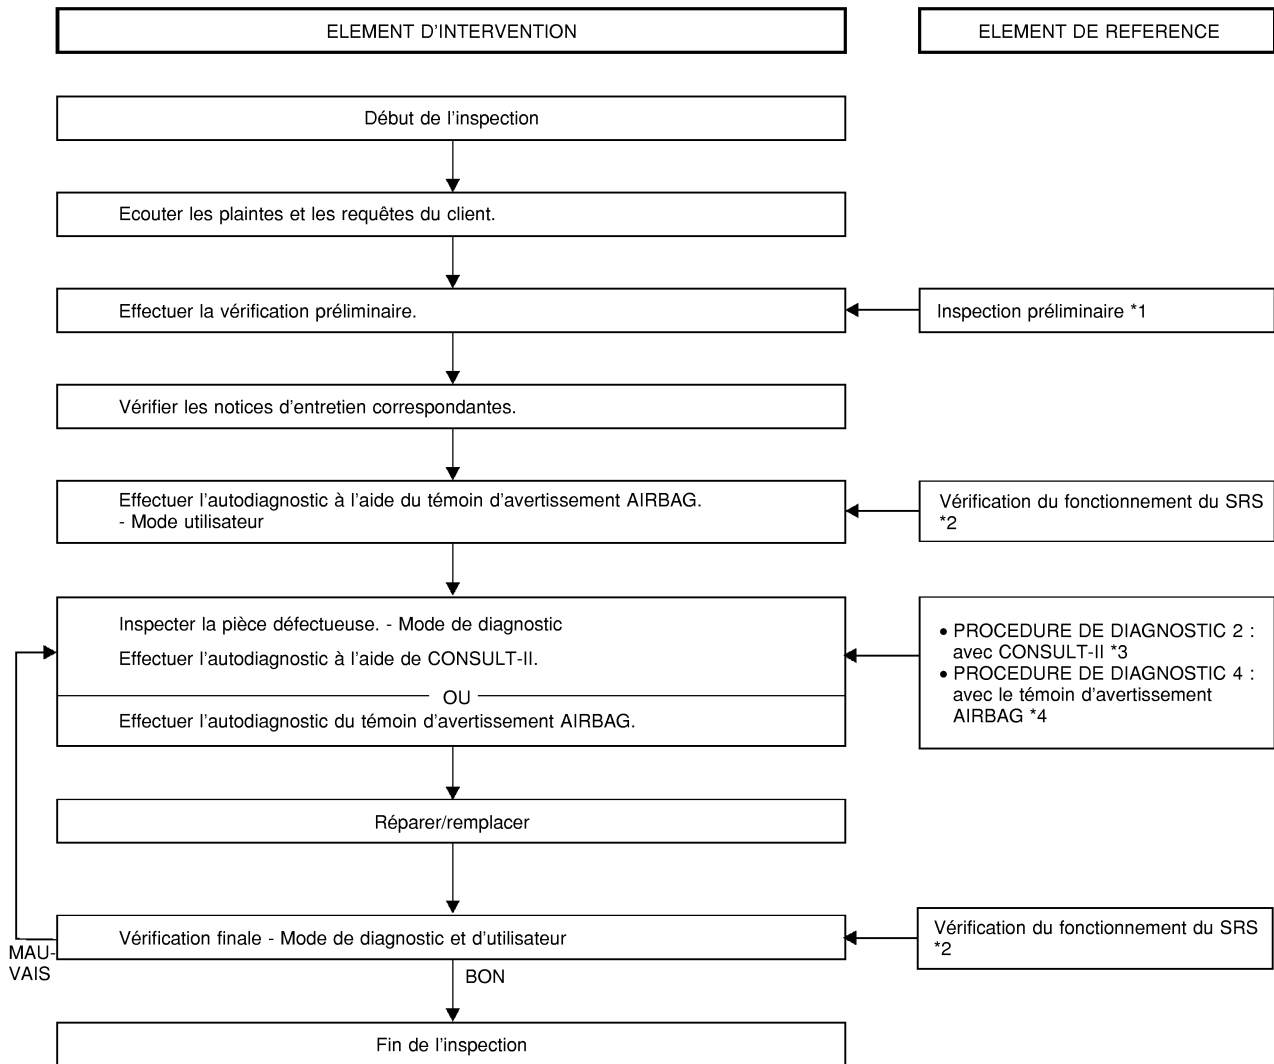 ELEMENT D'INTERVENTION
ELEMENT DE REFERENCE
Début de l'inspection
Ecouter les plaintes et les requêtes du client.
Effectuer la vérification préliminaire.
Inspection préliminaire *1
Vérifier les notices d'entretien correspondantes.
Effectuer l'autodiagnostic à l'aide du témoin d'avertissement AIRBAG.
- Mode utilisateur
Vérification du fonctionnement du SRS
*2
Inspecter la pièce défectueuse. - Mode de diagnostic
Effectuer l'autodiagnostic à l'aide de CONSULT-II.
OU
Effectuer l'autodiagnostic du témoin d'avertissement AIRBAG.
• PROCEDURE DE DIAGNOSTIC 2 :
avec CONSULT-II *3
• PROCEDURE DE DIAGNOSTIC 4 :
avec le témoin d'avertissement
AIRBAG *4
Réparer/remplacer
Vérification finale - Mode de diagnostic et d'utilisateur
Vérification du fonctionnement du SRS
*2
MAU-
VAIS
BON
Fin de l'inspection